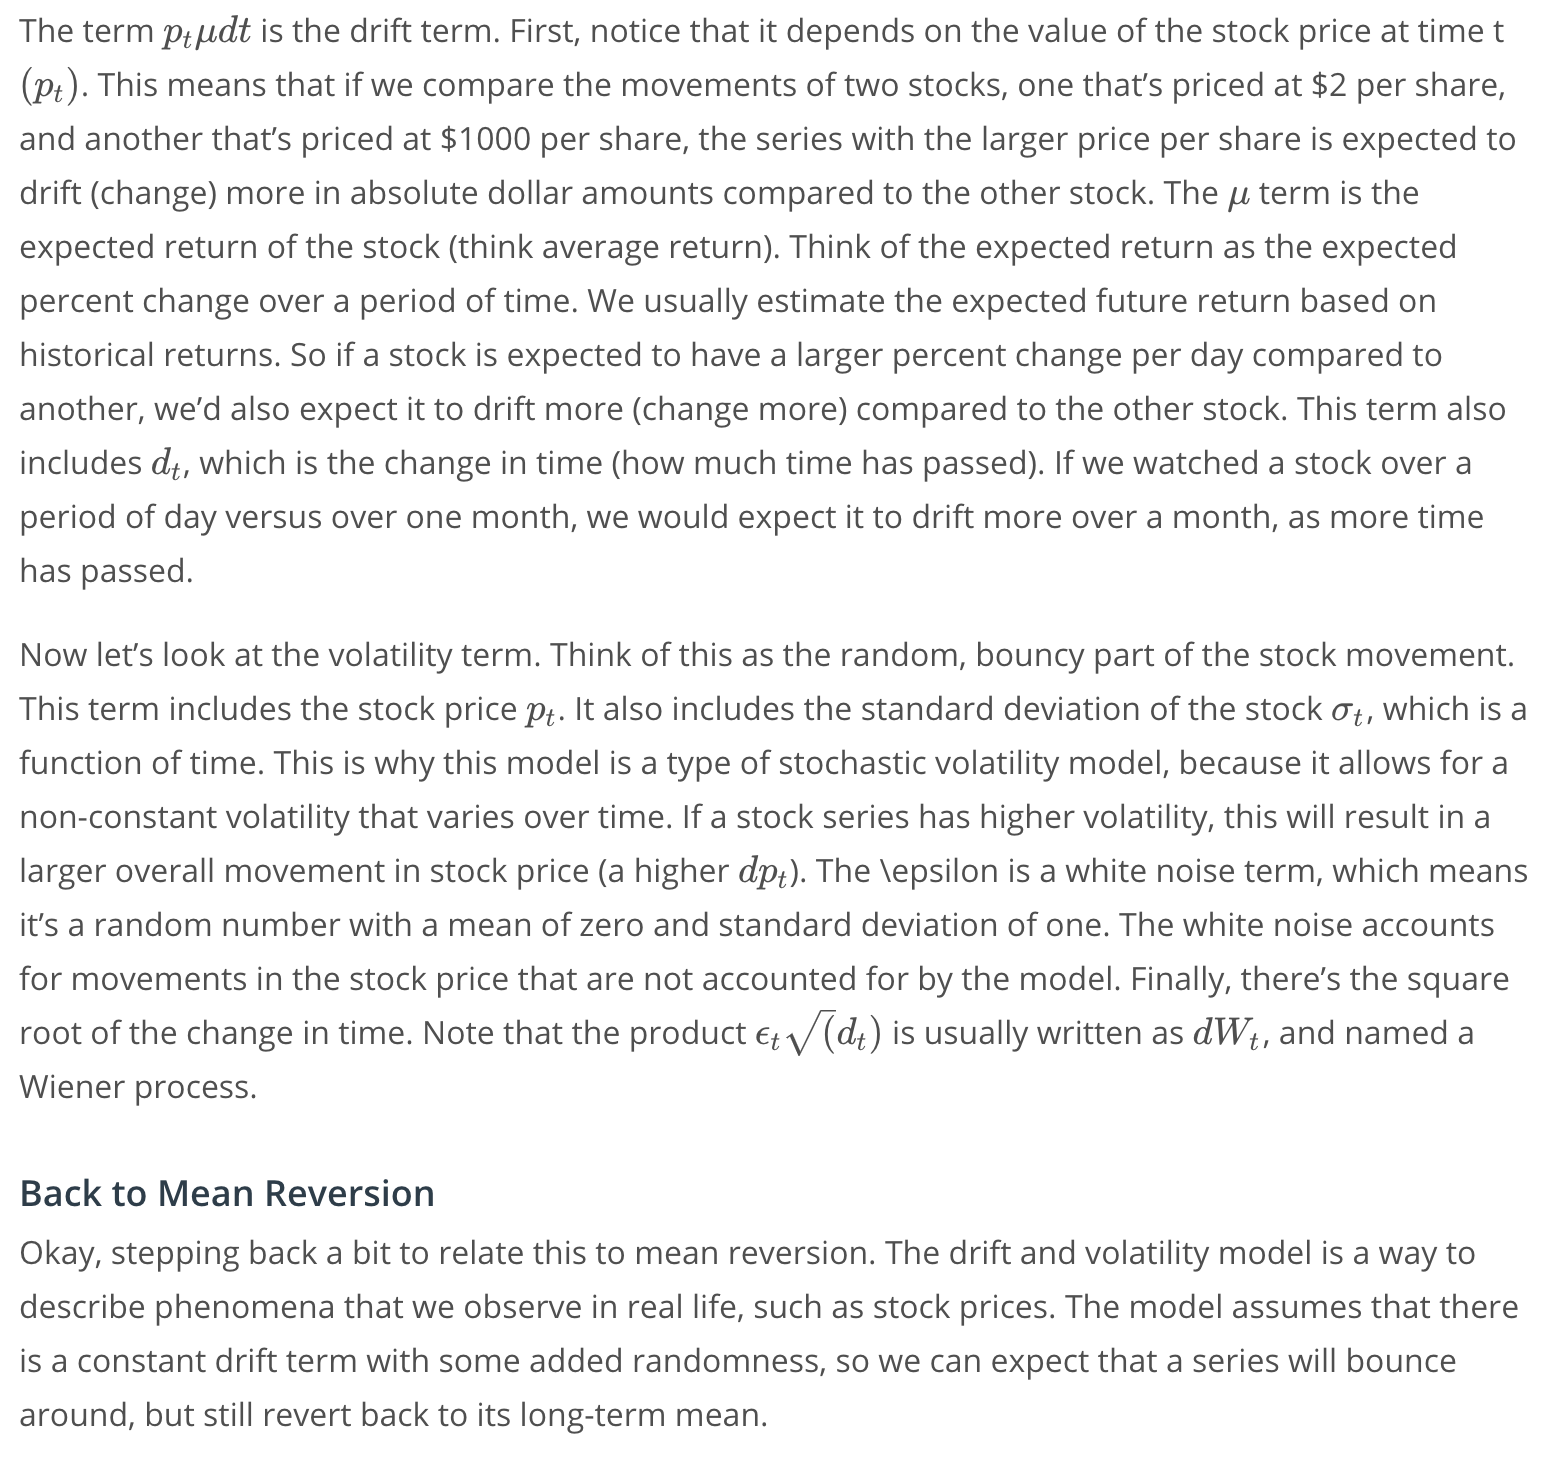 The term pₜμdt is the drift term. First, notice that it depends on the value of the stock price at time t
(pₜ). This means that if we compare the movements of two stocks, one that’s priced at $2 per share,
and another that’s priced at $1000 per share, the series with the larger price per share is expected to
drift (change) more in absolute dollar amounts compared to the other stock. The μ term is the
expected return of the stock (think average return). Think of the expected return as the expected
percent change over a period of time. We usually estimate the expected future return based on
historical returns. So if a stock is expected to have a larger percent change per day compared to
another, we’d also expect it to drift more (change more) compared to the other stock. This term also
includes dₜ, which is the change in time (how much time has passed). If we watched a stock over a
period of day versus over one month, we would expect it to drift more over a month, as more time
has passed.
Now let’s look at the volatility term. Think of this as the random, bouncy part of the stock movement.
This term includes the stock price pₜ. It also includes the standard deviation of the stock σₜ, which is a
function of time. This is why this model is a type of stochastic volatility model, because it allows for a
non-constant volatility that varies over time. If a stock series has higher volatility, this will result in a
larger overall movement in stock price (a higher dpₜ). The \epsilon is a white noise term, which means
it’s a random number with a mean of zero and standard deviation of one. The white noise accounts
for movements in the stock price that are not accounted for by the model. Finally, there’s the square
root of the change in time. Note that the product ϵₜ√(dₜ) is usually written as dWₜ, and named a
Wiener process.
Back to Mean Reversion
Okay, stepping back a bit to relate this to mean reversion. The drift and volatility model is a way to
describe phenomena that we observe in real life, such as stock prices. The model assumes that there
is a constant drift term with some added randomness, so we can expect that a series will bounce
around, but still revert back to its long-term mean.